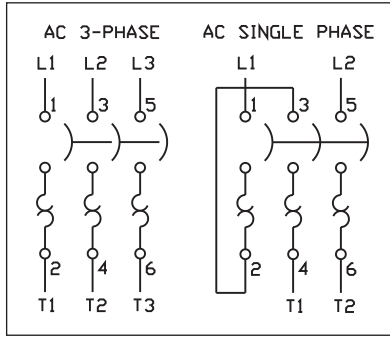 AC 3-PHASE
L1 L2 L3
1 3 5
2 4 6
T1 T2 T3
AC SINGLE PHASE
L1 L2
1 3 5
2 4 6
T1 T2